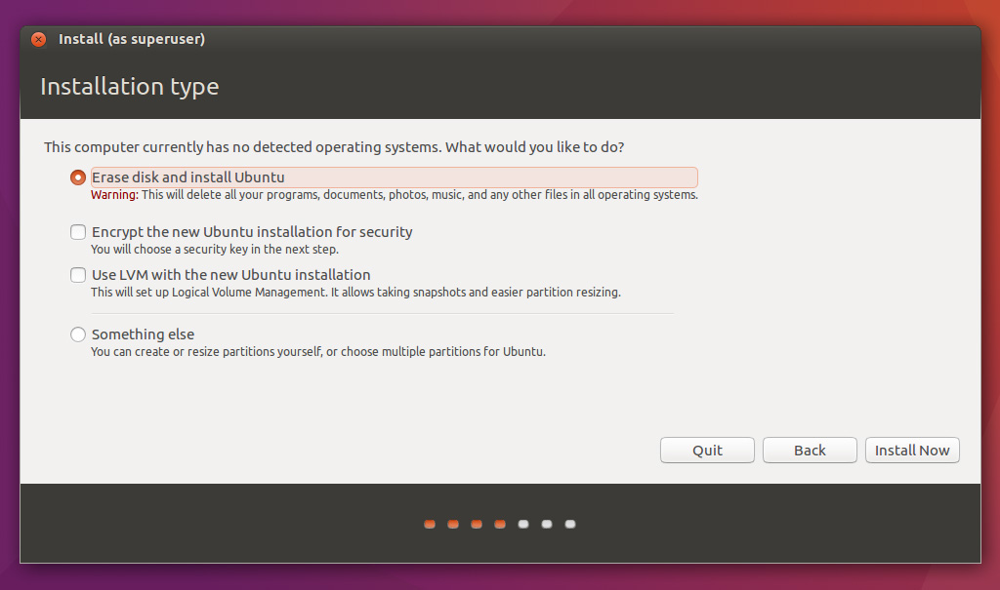 Install (as superuser)
Installation type
This computer currently has no detected operating systems. What would you like to do?
Erase disk and install Ubuntu
Warning: This will delete all your programs, documents, photos, music, and any other files in all operating systems.
Encrypt the new Ubuntu installation for security
You will choose a security key in the next step.
Use LVM with the new Ubuntu installation
This will set up Logical Volume Management. It allows taking snapshots and easier partition resizing.
Something else
You can create or resize partitions yourself, or choose multiple partitions for Ubuntu.
Quit
Back
Install Now